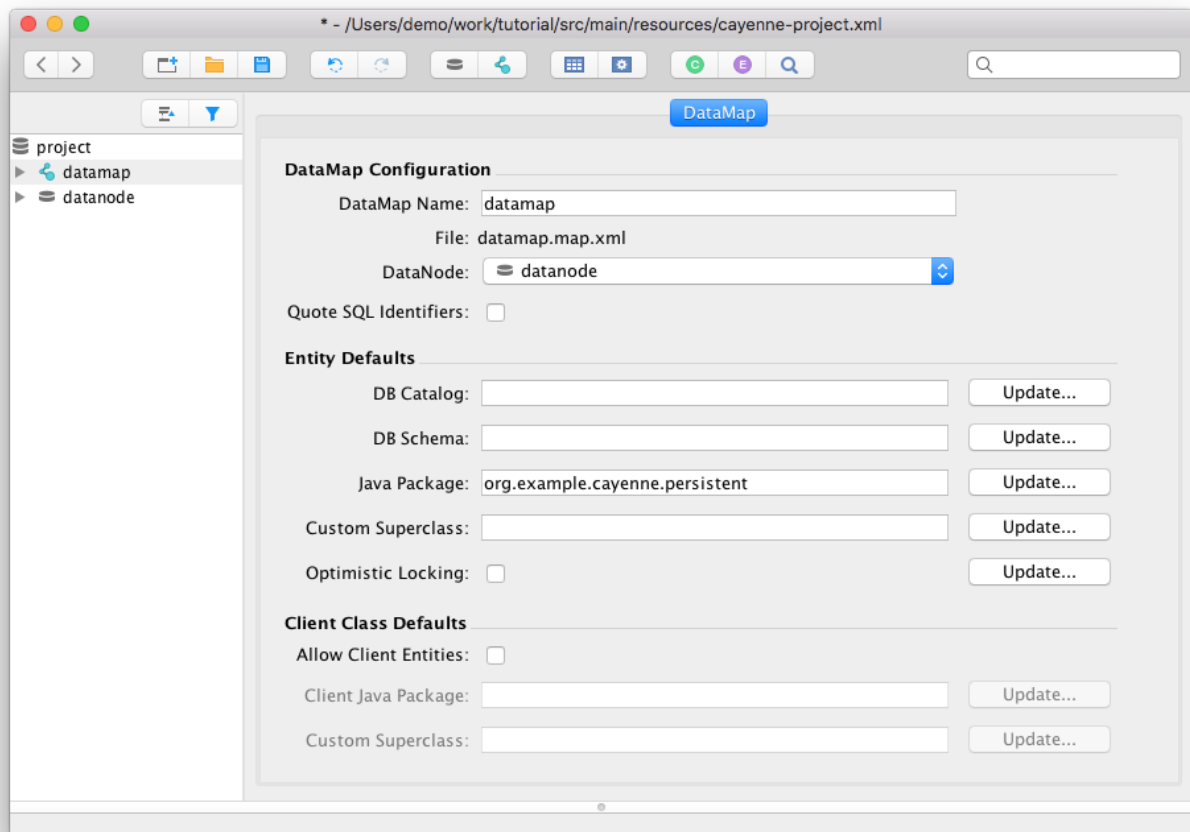 * - /Users/demo/work/tutorial/src/main/resources/cayenne-project.xml
C E
DataMap
project
datamap
datanode
DataMap Configuration
DataMap Name: datamap
File: datamap.map.xml
DataNode: datanode
Quote SQL Identifiers:
Entity Defaults
DB Catalog: Update...
DB Schema: Update...
Java Package: org.example.cayenne.persistent Update...
Custom Superclass: Update...
Optimistic Locking: Update...
Client Class Defaults
Allow Client Entities:
Client Java Package: Update...
Custom Superclass: Update...